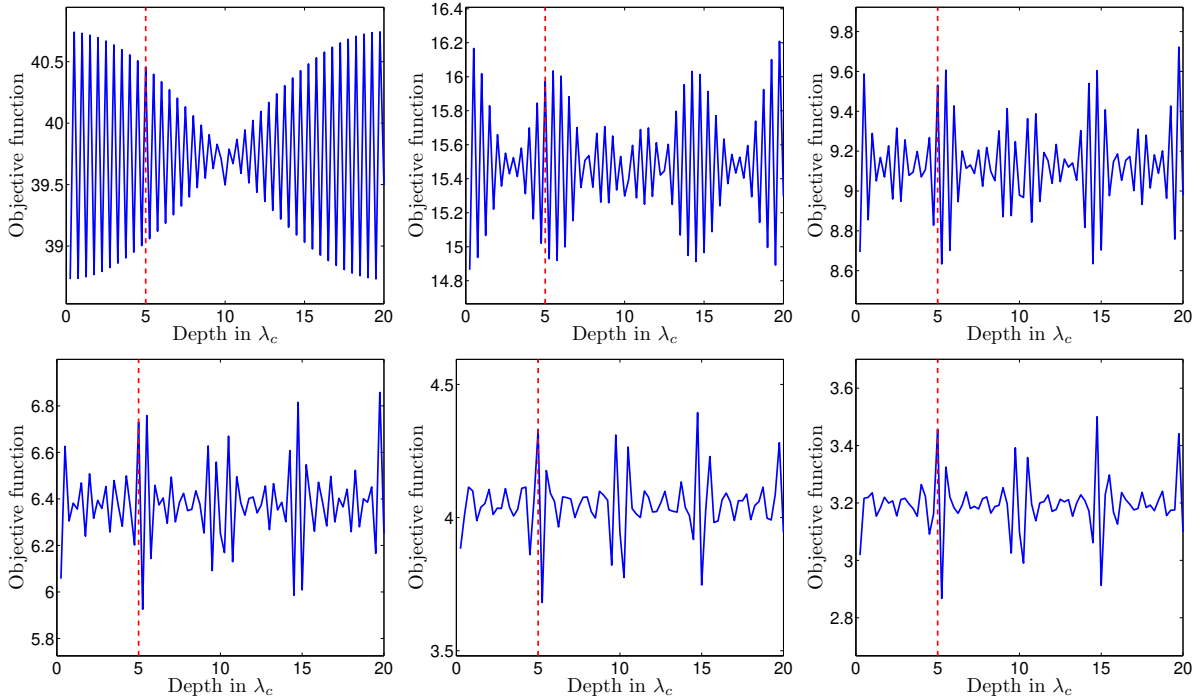 Objective function
40.5
40
39.5
39
0 5 10 15 20
Depth in λc
Objective function
16.4
16.2
16
15.8
15.6
15.4
15.2
15
14.8
0 5 10 15 20
Depth in λc
Objective function
9.8
9.6
9.4
9.2
9
8.8
8.6
0 5 10 15 20
Depth in λc
Objective function
6.8
6.6
6.4
6.2
6
5.8
0 5 10 15 20
Depth in λc
Objective function
4.5
4
3.5
0 5 10 15 20
Depth in λc
Objective function
3.6
3.4
3.2
3
2.8
0 5 10 15 20
Depth in λc